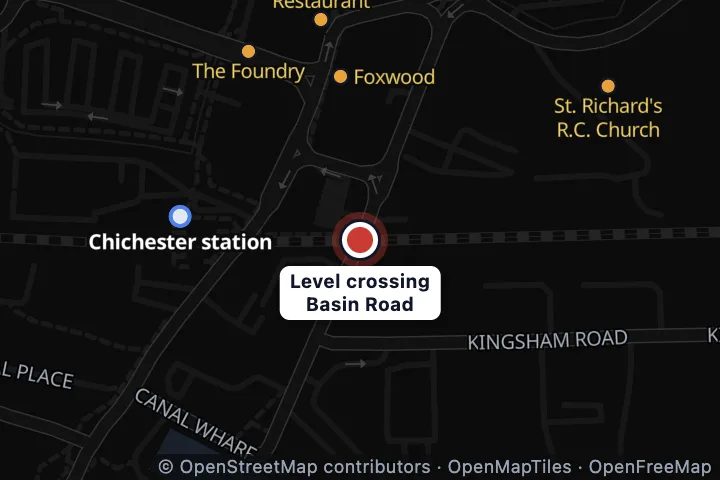 Restaurant
The Foundry
Foxwood
St. Richard's
R.C. Church
Chichester station
Level crossing
Basin Road
KINGSHAM ROAD
L PLACE
CANAL WHARF
© OpenStreetMap contributors · OpenMapTiles · OpenFreeMap